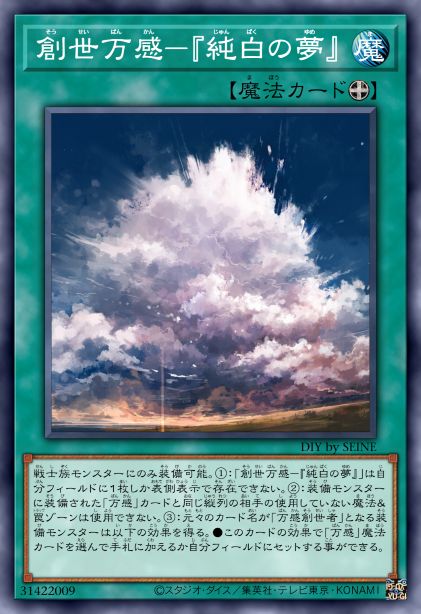 創世万感−『純白の夢』 魔
【魔法カード】
DIY by SEINE
戦士族モンスターにのみ装備可能。①:「創世万感−『純白の夢』」は自
分フィールドに1枚しか表側表示で存在できない。②:装備モンスター
に装備された「万感」カードと同じ縦列の相手の使用していない魔法&
罠ゾーンは使用できない。③:元々のカード名が「万感創世者」となる装
備モンスターは以下の効果を得る。●このカードの効果で「万感」魔法
カードを選んで手札に加えるか自分フィールドにセットする事ができる。
31422009 ©スタジオ・ダイス/集英社・テレビ東京・KONAMI